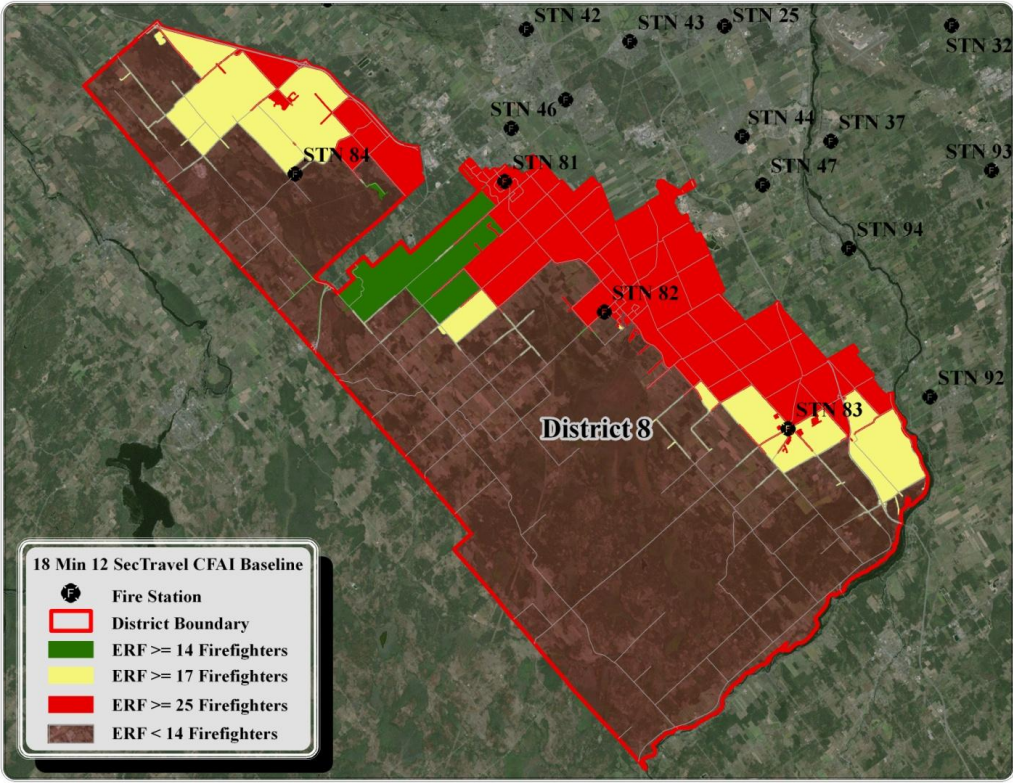 STN 42
STN 43
STN 25
STN 32
STN 46
STN 44
STN 37
STN 84
STN 81
STN 47
STN 93
STN 94
STN 82
STN 92
STN 83
District 8
18 Min 12 SecTravel CFAI Baseline
F Fire Station
District Boundary
ERF >= 14 Firefighters
ERF >= 17 Firefighters
ERF >= 25 Firefighters
ERF < 14 Firefighters